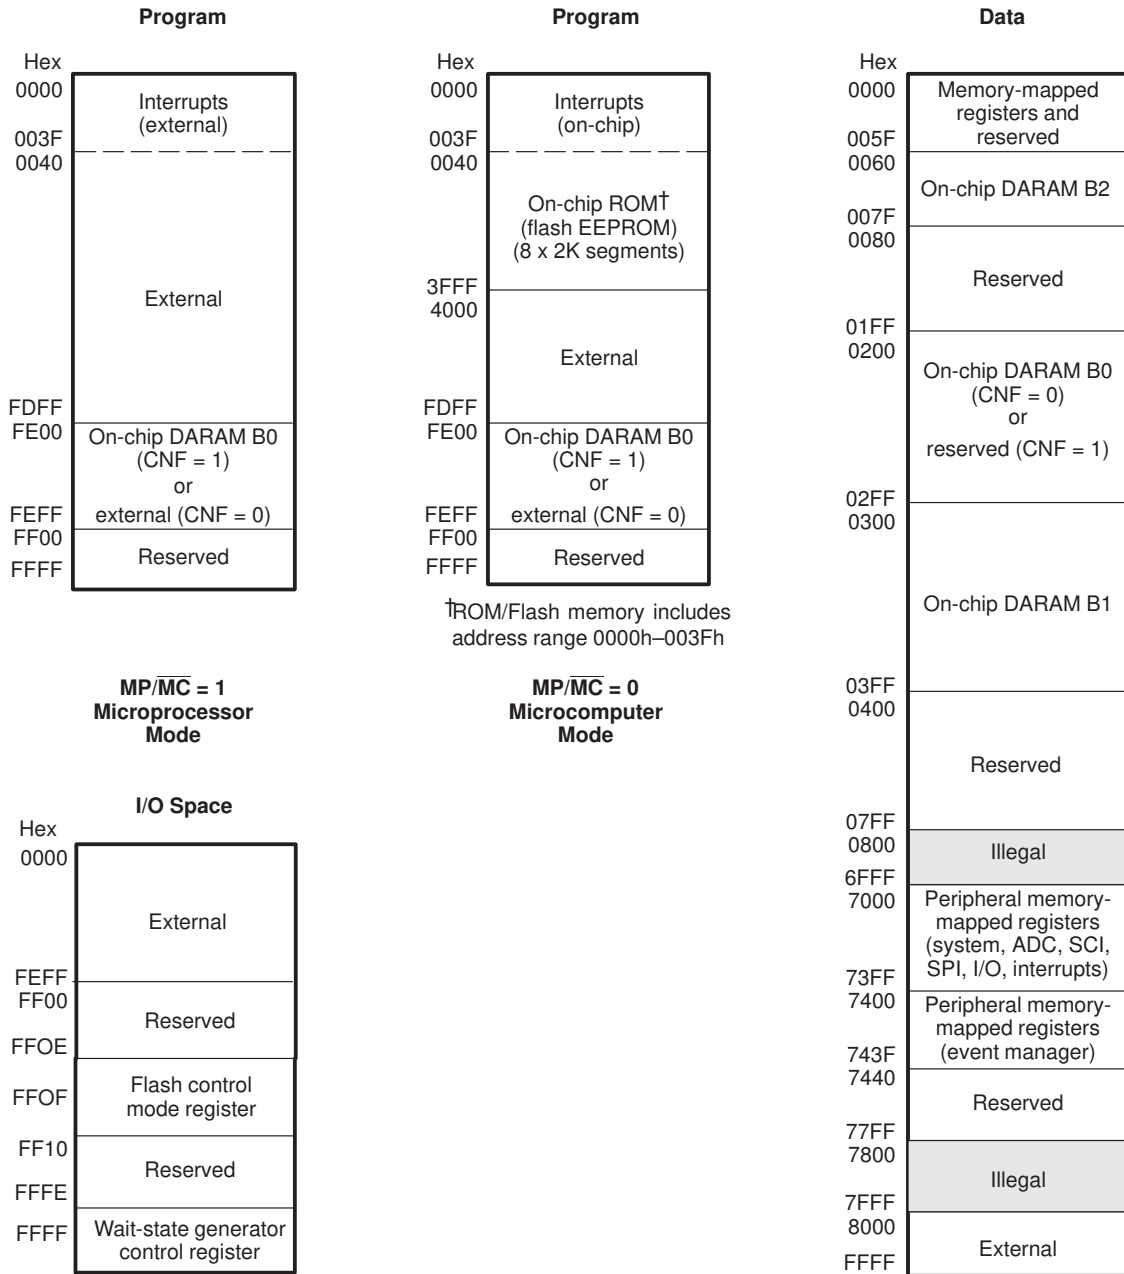 Program
Hex
0000
Interrupts
(external)
003F
0040
External
FDFF
FE00
On-chip DARAM B0
(CNF = 1)
or
external (CNF = 0)
FEFF
FF00
Reserved
FFFF
MP/M̅C̅ = 1
Microprocessor
Mode
Program
Hex
0000
Interrupts
(on-chip)
003F
0040
On-chip ROM†
(flash EEPROM)
(8 x 2K segments)
3FFF
4000
External
FDFF
FE00
On-chip DARAM B0
(CNF = 1)
or
external (CNF = 0)
FEFF
FF00
Reserved
FFFF
†ROM/Flash memory includes
address range 0000h–003Fh
MP/M̅C̅ = 0
Microcomputer
Mode
I/O Space
Hex
0000
External
FEFF
FF00
Reserved
FFOE
FFOF
Flash control
mode register
FF10
Reserved
FFFE
FFFF
Wait-state generator
control register
Data
Hex
0000
Memory-mapped
registers and
reserved
005F
0060
On-chip DARAM B2
007F
0080
Reserved
01FF
0200
On-chip DARAM B0
(CNF = 0)
or
reserved (CNF = 1)
02FF
0300
On-chip DARAM B1
03FF
0400
Reserved
07FF
0800
Illegal
6FFF
7000
Peripheral memory-
mapped registers
(system, ADC, SCI,
SPI, I/O, interrupts)
73FF
7400
Peripheral memory-
mapped registers
(event manager)
743F
7440
Reserved
77FF
7800
Illegal
7FFF
8000
External
FFFF